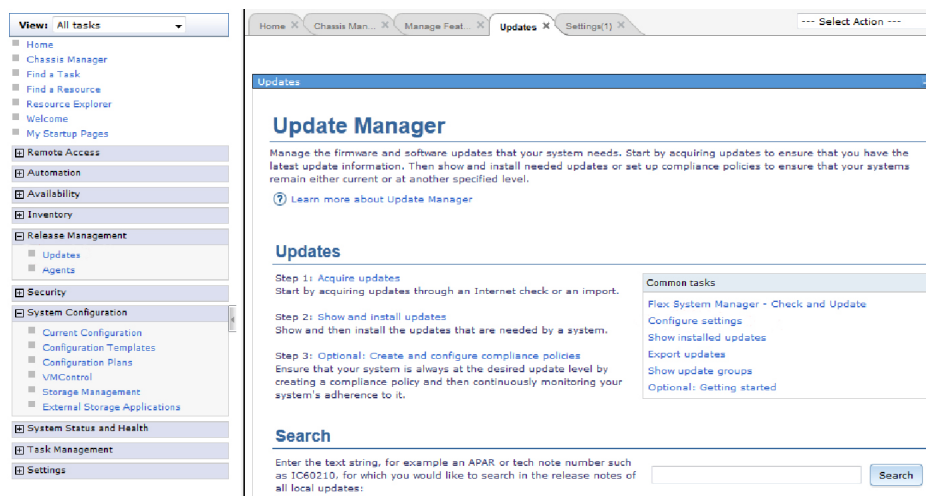 View: All tasks
Home
Chassis Manager
Find a Task
Find a Resource
Resource Explorer
Welcome
My Startup Pages
Remote Access
Automation
Availability
Inventory
Release Management
Updates
Agents
Security
System Configuration
Current Configuration
Configuration Templates
Configuration Plans
VMControl
Storage Management
External Storage Applications
System Status and Health
Task Management
Settings
Home X Chassis Man... X Manage Feat... X Updates X Settings(1) X --- Select Action ---
Updates
Update Manager
Manage the firmware and software updates that your system needs. Start by acquiring updates to ensure that you have the
latest update information. Then show and install needed updates or set up compliance policies to ensure that your systems
remain either current or at another specified level.
? Learn more about Update Manager
Updates
Step 1: Acquire updates
Start by acquiring updates through an Internet check or an import.
Step 2: Show and install updates
Show and then install the updates that are needed by a system.
Step 3: Optional: Create and configure compliance policies
Ensure that your system is always at the desired update level by
creating a compliance policy and then continuously monitoring your
system's adherence to it.
Common tasks
Flex System Manager - Check and Update
Configure settings
Show installed updates
Export updates
Show update groups
Optional: Getting started
Search
Enter the text string, for example an APAR or tech note number such
as IC60210, for which you would like to search in the release notes of
all local updates:
Search